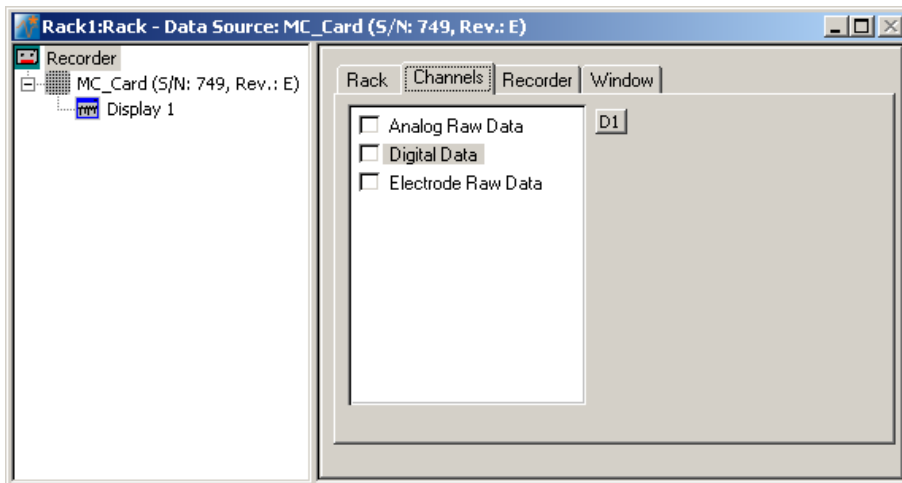 Rack1:Rack - Data Source: MC_Card (S/N: 749, Rev.: E)
Recorder
MC_Card (S/N: 749, Rev.: E)
Display 1
Rack Channels Recorder Window
Analog Raw Data D1
Digital Data
Electrode Raw Data